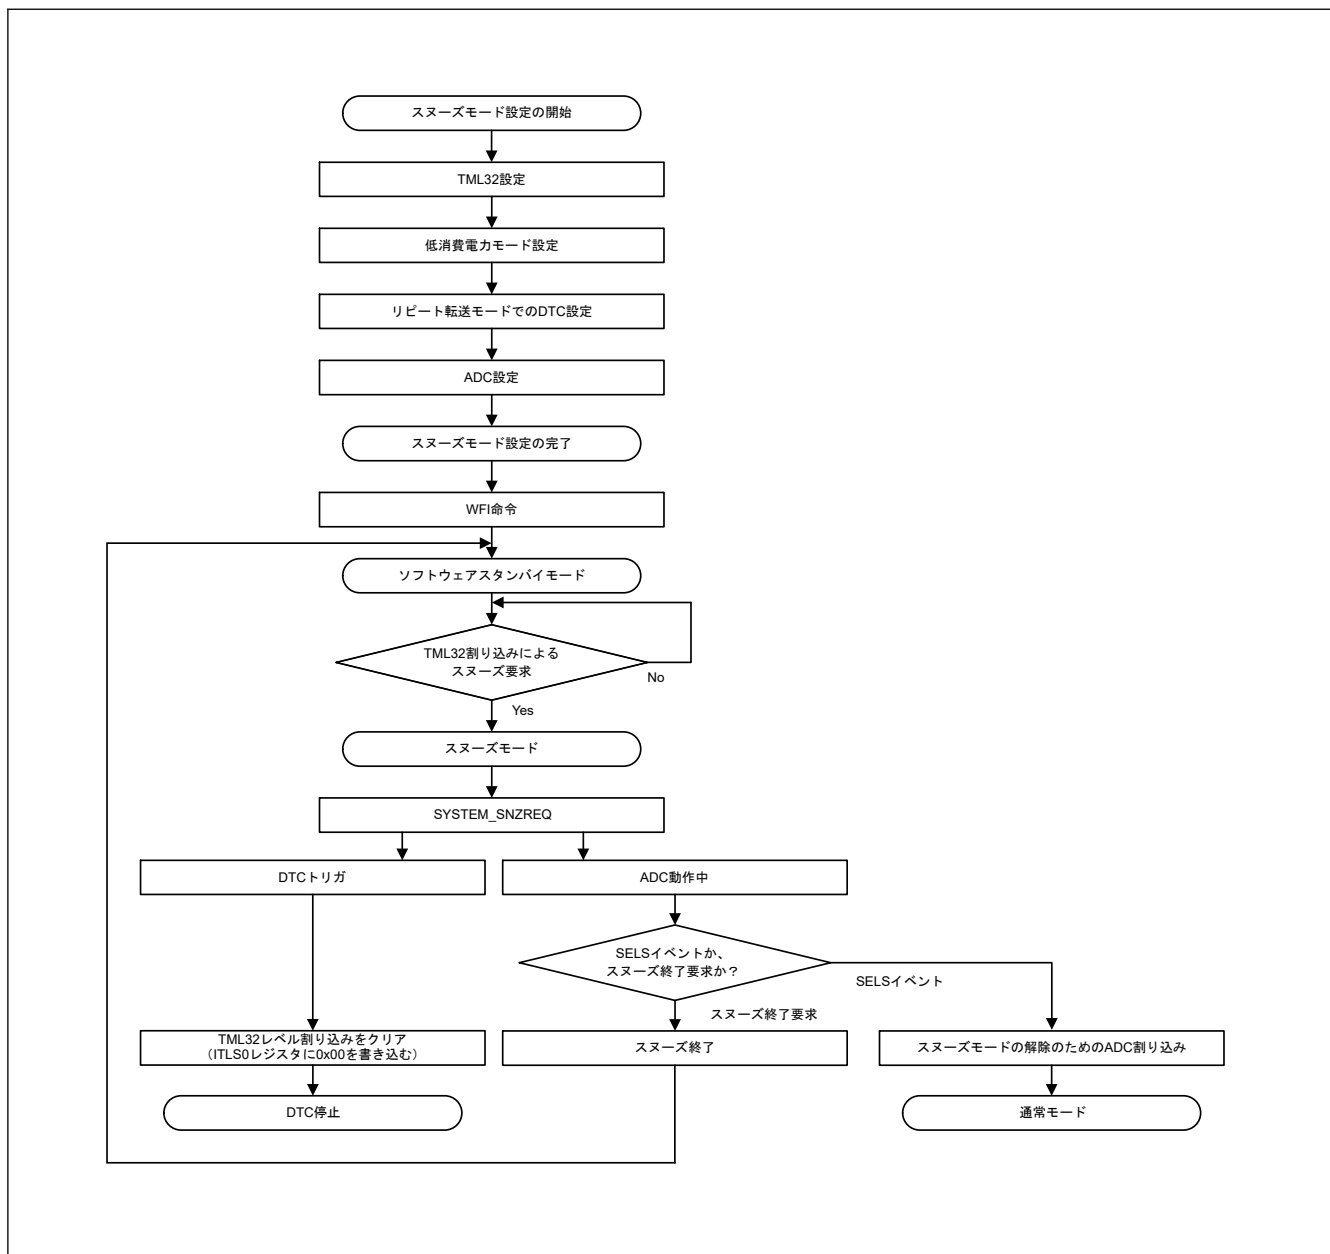 スヌーズモード設定の開始
TML32設定
低消費電力モード設定
リピート転送モードでのDTC設定
ADC設定
スヌーズモード設定の完了
WFI命令
ソフトウェアスタンバイモード
TML32割り込みによる
スヌーズ要求
No
Yes
スヌーズモード
SYSTEM_SNZREQ
DTCトリガ
ADC動作中
SELSイベントか、
スヌーズ終了要求か？
SELSイベント
スヌーズ終了要求
TML32レベル割り込みをクリア
（ITLS0レジスタに0x00を書き込む）
スヌーズ終了
スヌーズモードの解除のためのADC割り込み
DTC停止
通常モード